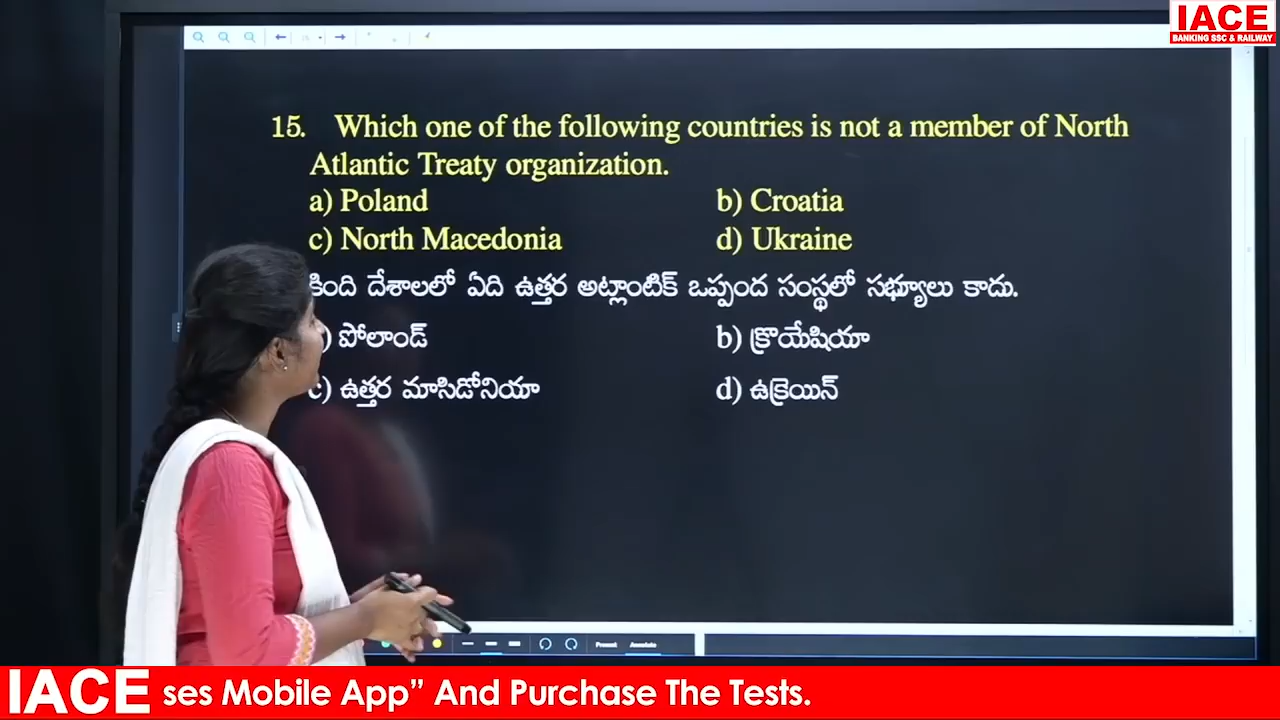 IACE
BANKING SSC & RAILWAY
15. Which one of the following countries is not a member of North
Atlantic Treaty organization.
a) Poland b) Croatia
c) North Macedonia d) Ukraine
కింది దేశాలలో ఏది ఉత్తర అట్లాంటిక్ ఒప్పంద సంస్థలో సభ్యూలు కాదు.
) పోలాండ్ b) క్రొయేషియా
c) ఉత్తర మాసిడోనియా d) ఉక్రెయిన్
Present Annotate
IACE ses Mobile App” And Purchase The Tests.